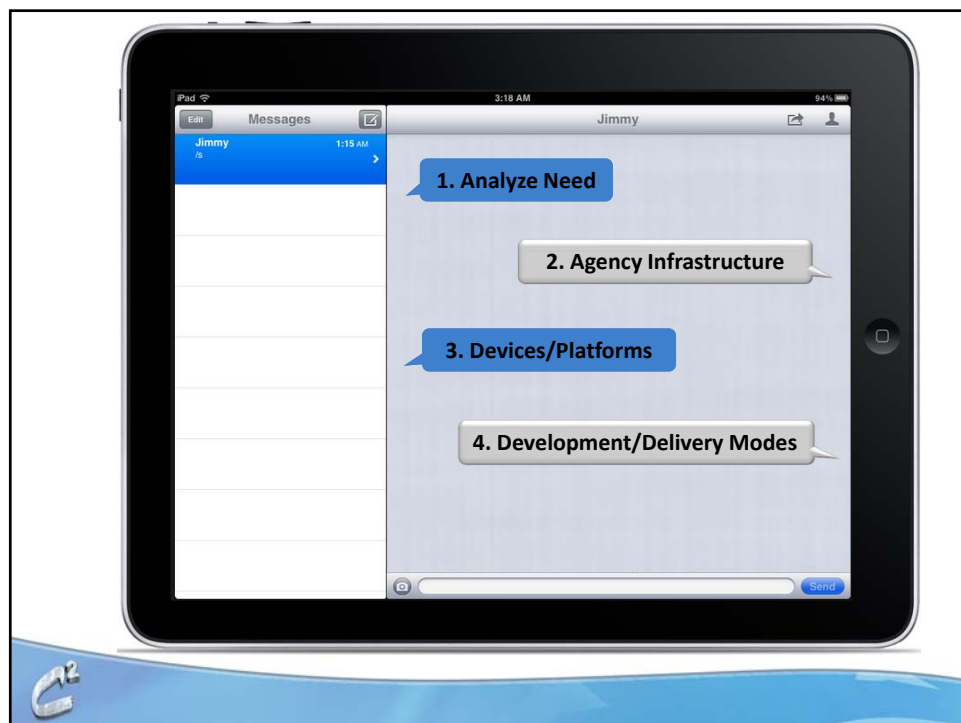 iPad 3:18 AM 94%
Edit Messages Jimmy
Jimmy 1:15 AM
/s
1. Analyze Need
2. Agency Infrastructure
3. Devices/Platforms
4. Development/Delivery Modes
Send
C²